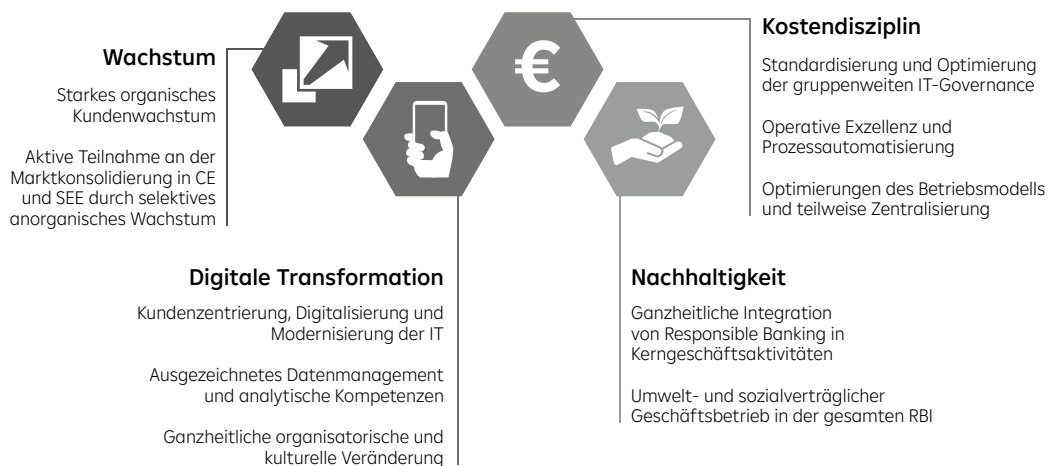 Wachstum
Starkes organisches
Kundenwachstum
Aktive Teilnahme an der
Marktkonsolidierung in CE
und SEE durch selektives
anorganisches Wachstum
Digitale Transformation
Kundenzentrierung, Digitalisierung und
Modernisierung der IT
Ausgezeichnetes Datenmanagement
und analytische Kompetenzen
Ganzheitliche organisatorische und
kulturelle Veränderung
€
Kostendisziplin
Standardisierung und Optimierung
der gruppenweiten IT-Governance
Operative Exzellenz und
Prozessautomatisierung
Optimierungen des Betriebsmodells
und teilweise Zentralisierung
Nachhaltigkeit
Ganzheitliche Integration
von Responsible Banking in
Kerngeschäftsaktivitäten
Umwelt- und sozialverträglicher
Geschäftsbetrieb in der gesamten RBI